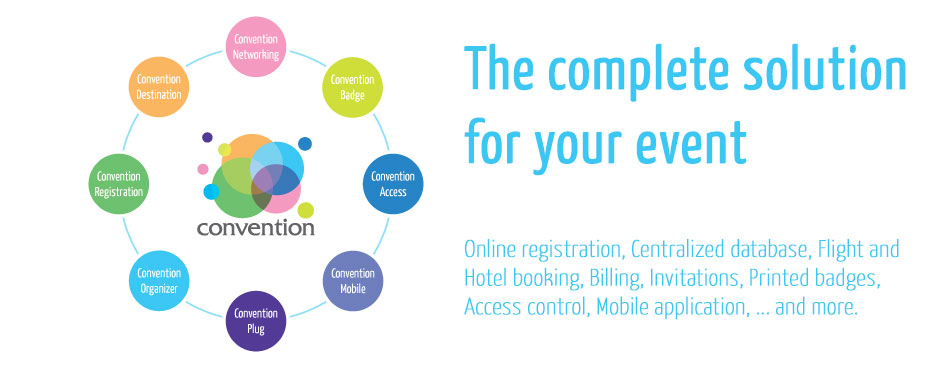 Convention
Networking
Convention
Badge
Convention
Access
Convention
Mobile
Convention
Plug
Convention
Organizer
Convention
Registration
Convention
Destination
convention
The complete solution
for your event
Online registration, Centralized database, Flight and
Hotel booking, Billing, Invitations, Printed badges,
Access control, Mobile application, ... and more.